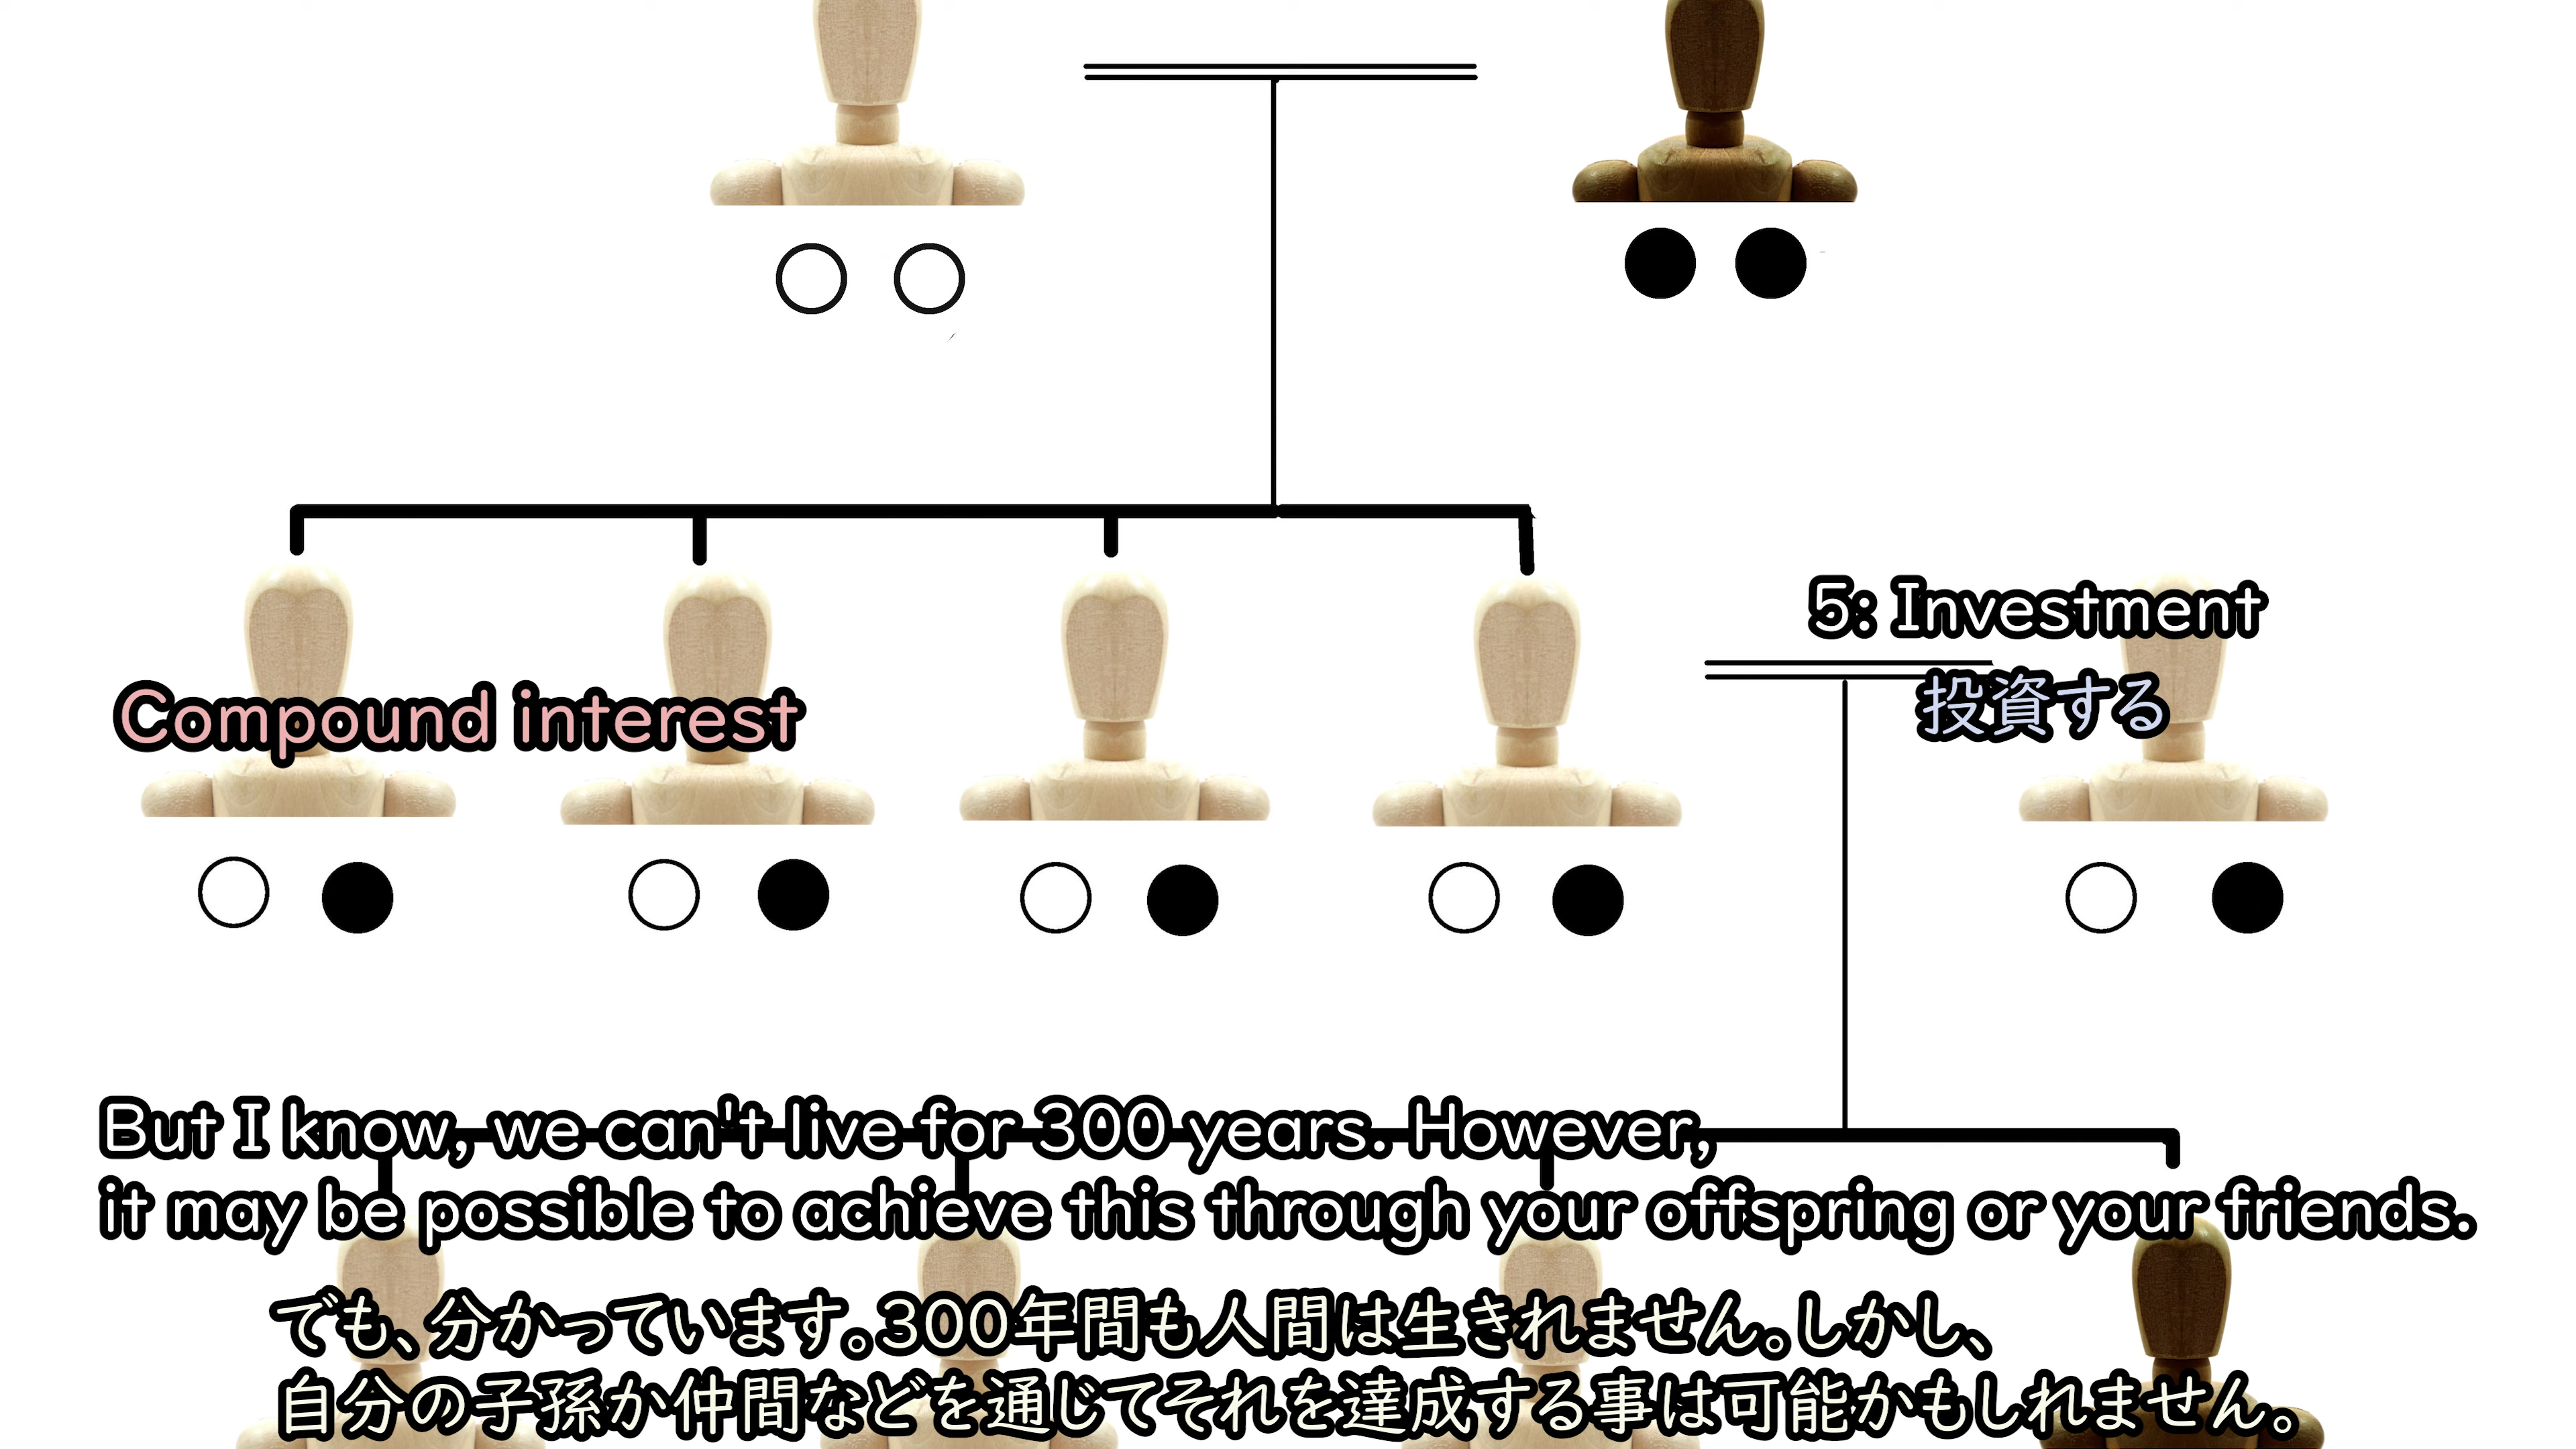 5: Investment
投資する
Compound interest
But I know, we can't live for 300 years. However,
it may be possible to achieve this through your offspring or your friends.
でも、分かっています。300年間も人間は生きれません。しかし、
自分の子孫か仲間などを通じてそれを達成する事は可能かもしれません。